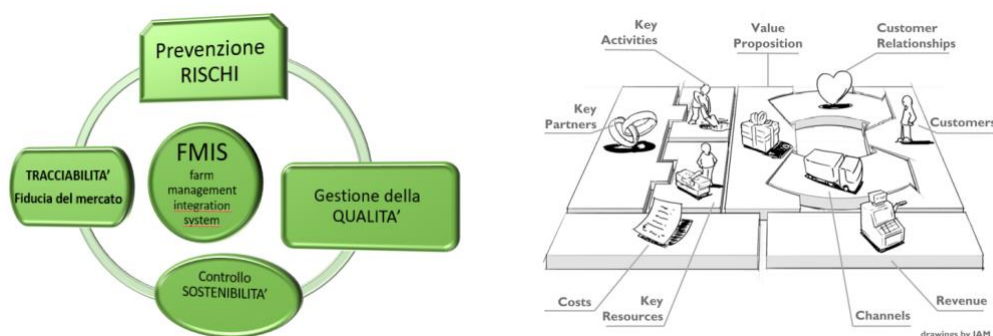 Prevenzione
RISCHI
TRACCIABILITA'
Fiducia del mercato
FMIS
farm
management
integration
system
Gestione della
QUALITA'
Controllo
SOSTENIBILITA'
Key
Activities
Value
Proposition
Customer
Relationships
Key
Partners
Customers
Costs
Key
Resources
Channels
Revenue
drawings by JAM